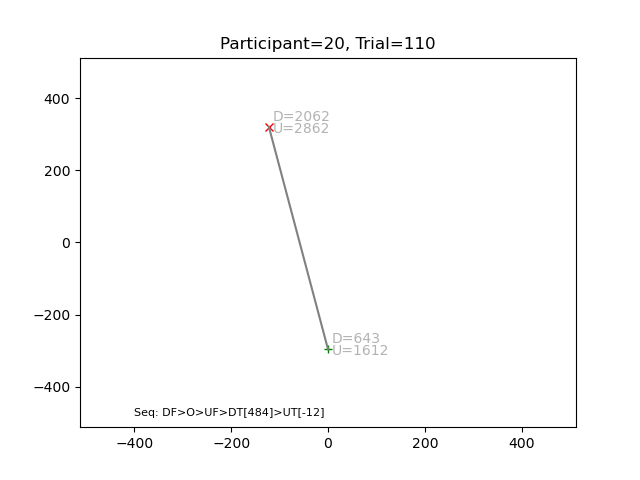 Participant=20, Trial=110
400
200
0
−200
−400
D=2062
U=2862
D=643
U=1612
Seq: DF>O>UF>DT[484]>UT[-12]
−400
−200
0
200
400